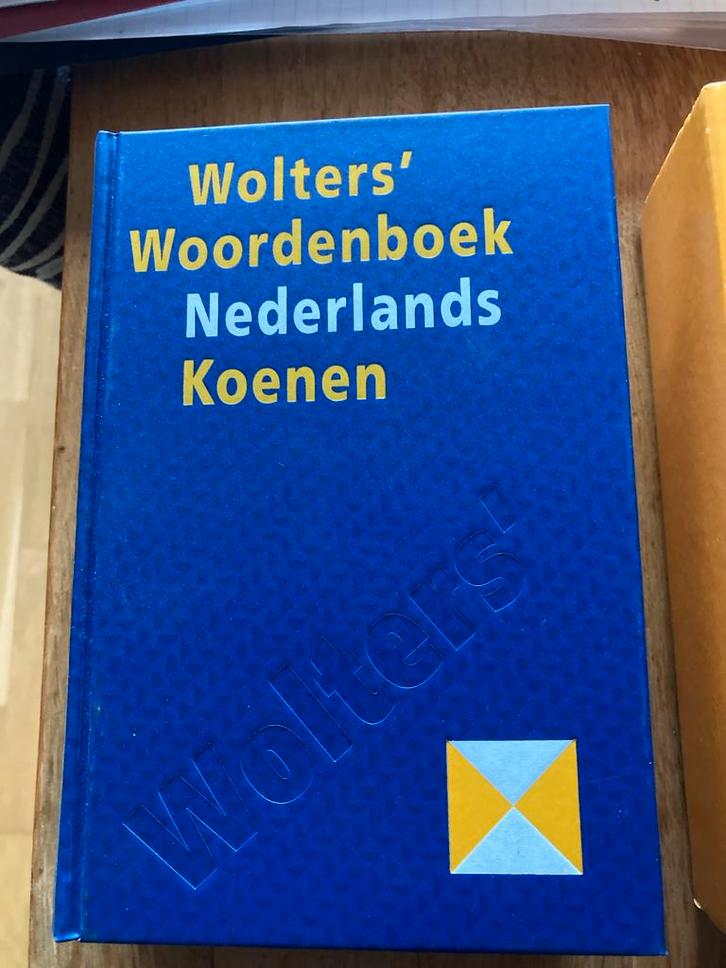 Wolters'
Woordenboek
Nederlands
Koenen
Wolters'